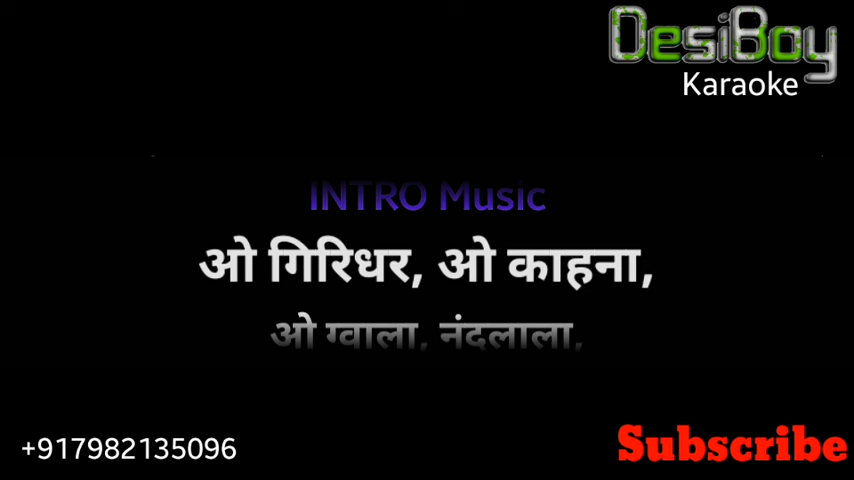 DesiBoy
Karaoke
INTRO Music
ओ गिरिधर, ओ काहना,
ओ ग्वाला, नंदलाला,
+917982135096
Subscribe